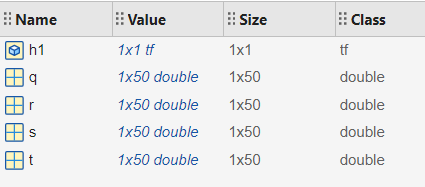 Name Value Size Class
h1 1x1 tf 1x1 tf
q 1x50 double 1x50 double
r 1x50 double 1x50 double
s 1x50 double 1x50 double
t 1x50 double 1x50 double